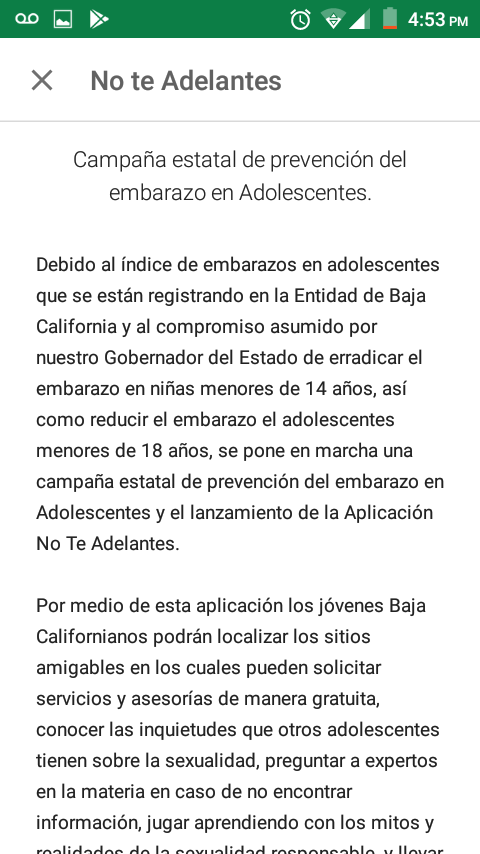 4:53 PM
No te Adelantes
Campaña estatal de prevención del
embarazo en Adolescentes.
Debido al índice de embarazos en adolescentes
que se están registrando en la Entidad de Baja
California y al compromiso asumido por
nuestro Gobernador del Estado de erradicar el
embarazo en niñas menores de 14 años, así
como reducir el embarazo el adolescentes
menores de 18 años, se pone en marcha una
campaña estatal de prevención del embarazo en
Adolescentes y el lanzamiento de la Aplicación
No Te Adelantes.
Por medio de esta aplicación los jóvenes Baja
Californianos podrán localizar los sitios
amigables en los cuales pueden solicitar
servicios y asesorías de manera gratuita,
conocer las inquietudes que otros adolescentes
tienen sobre la sexualidad, preguntar a expertos
en la materia en caso de no encontrar
información, jugar aprendiendo con los mitos y
realidades de la sexualidad responsable, y llevar